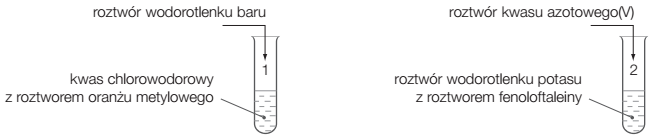 roztwór wodorotlenku baru
1
kwas chlorowodorowy
z roztworem oranżu metylowego
roztwór kwasu azotowego(V)
2
roztwór wodorotlenku potasu
z roztworem fenoloftaleiny